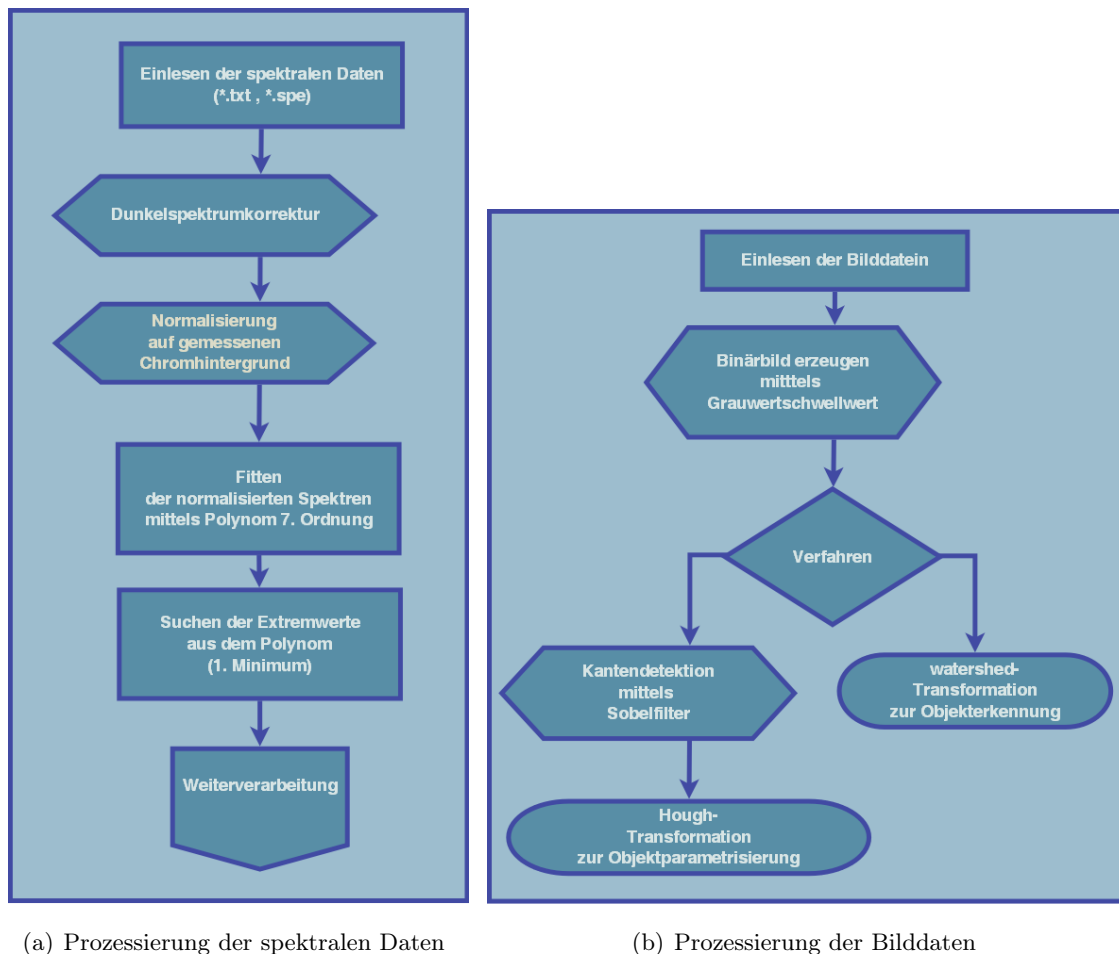 Einlesen der spektralen Daten
(*.txt , *.spe)
Dunkelspektrumkorrektur
Normalisierung
auf gemessenen
Chromhintergrund
Fitten
der normalisierten Spektren
mittels Polynom 7. Ordnung
Suchen der Extremwerte
aus dem Polynom
(1. Minimum)
Weiterverarbeitung
(a) Prozessierung der spektralen Daten
Einlesen der Bilddatein
Binärbild erzeugen
mitttels
Grauwertschwellwert
Verfahren
Kantendetektion
mittels
Sobelfilter
watershed-
Transformation
zur Objekterkennung
Hough-
Transformation
zur Objektparametrisierung
(b) Prozessierung der Bilddaten